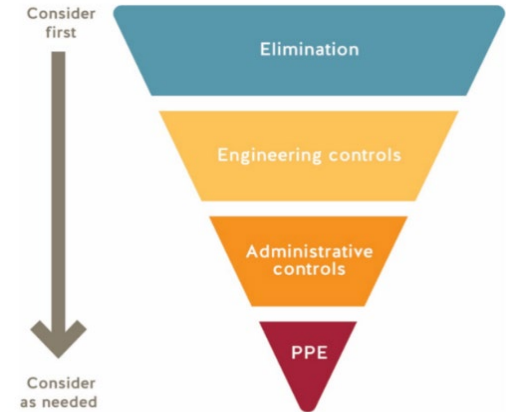 Consider
first
Elimination
Engineering controls
Administrative
controls
PPE
Consider
as needed